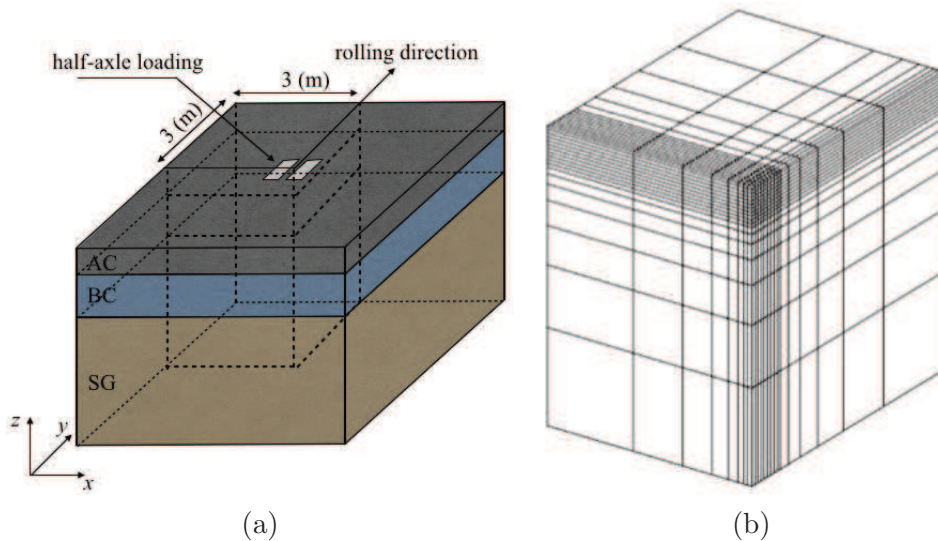 rolling direction
half-axle loading
3 (m)
3 (m)
AC
BC
SG
z
y
x
(a)
(b)